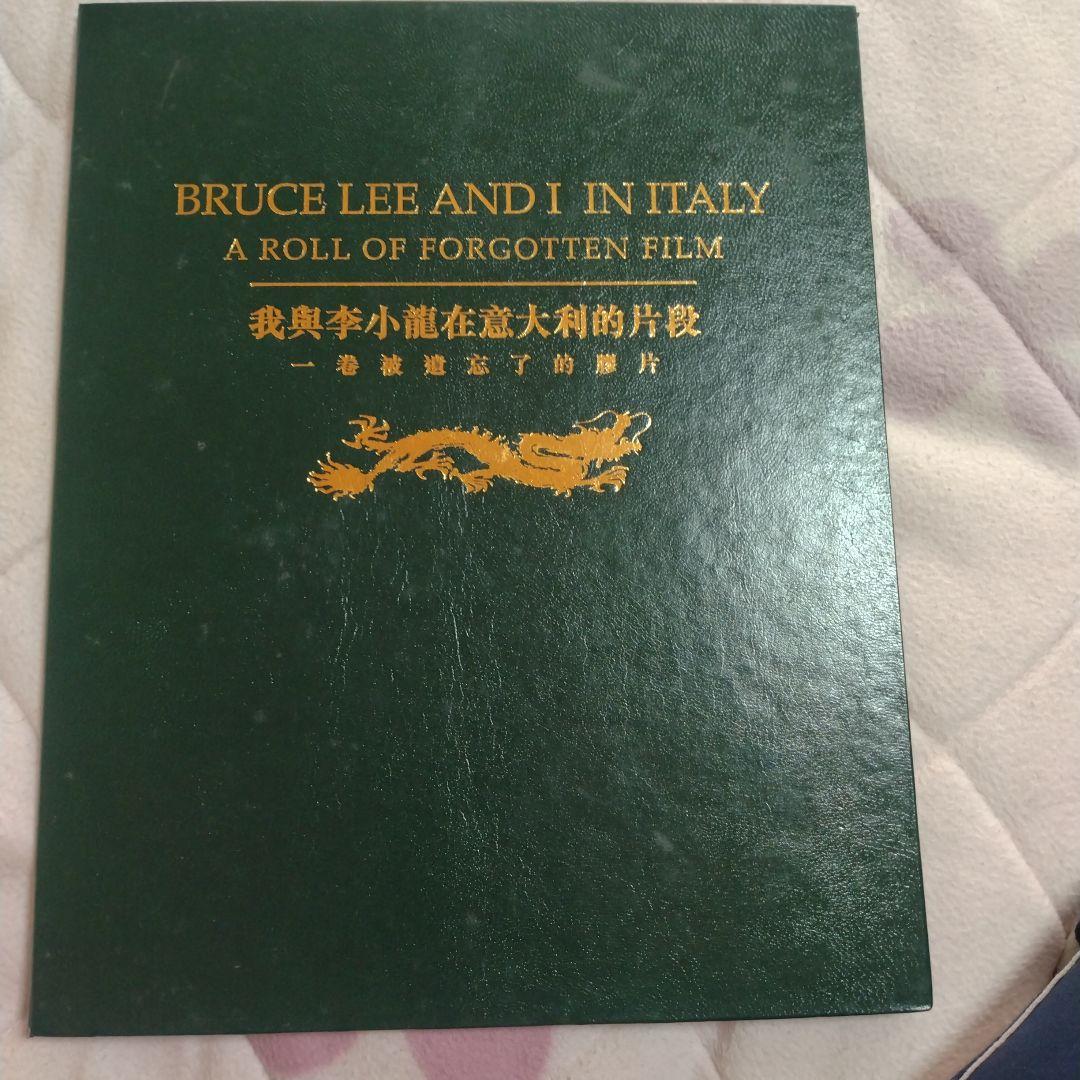 BRUCE LEE AND I IN ITALY
A ROLL OF FORGOTTEN FILM
我與李小龍在意大利的片段
一卷被遺忘了的膠片